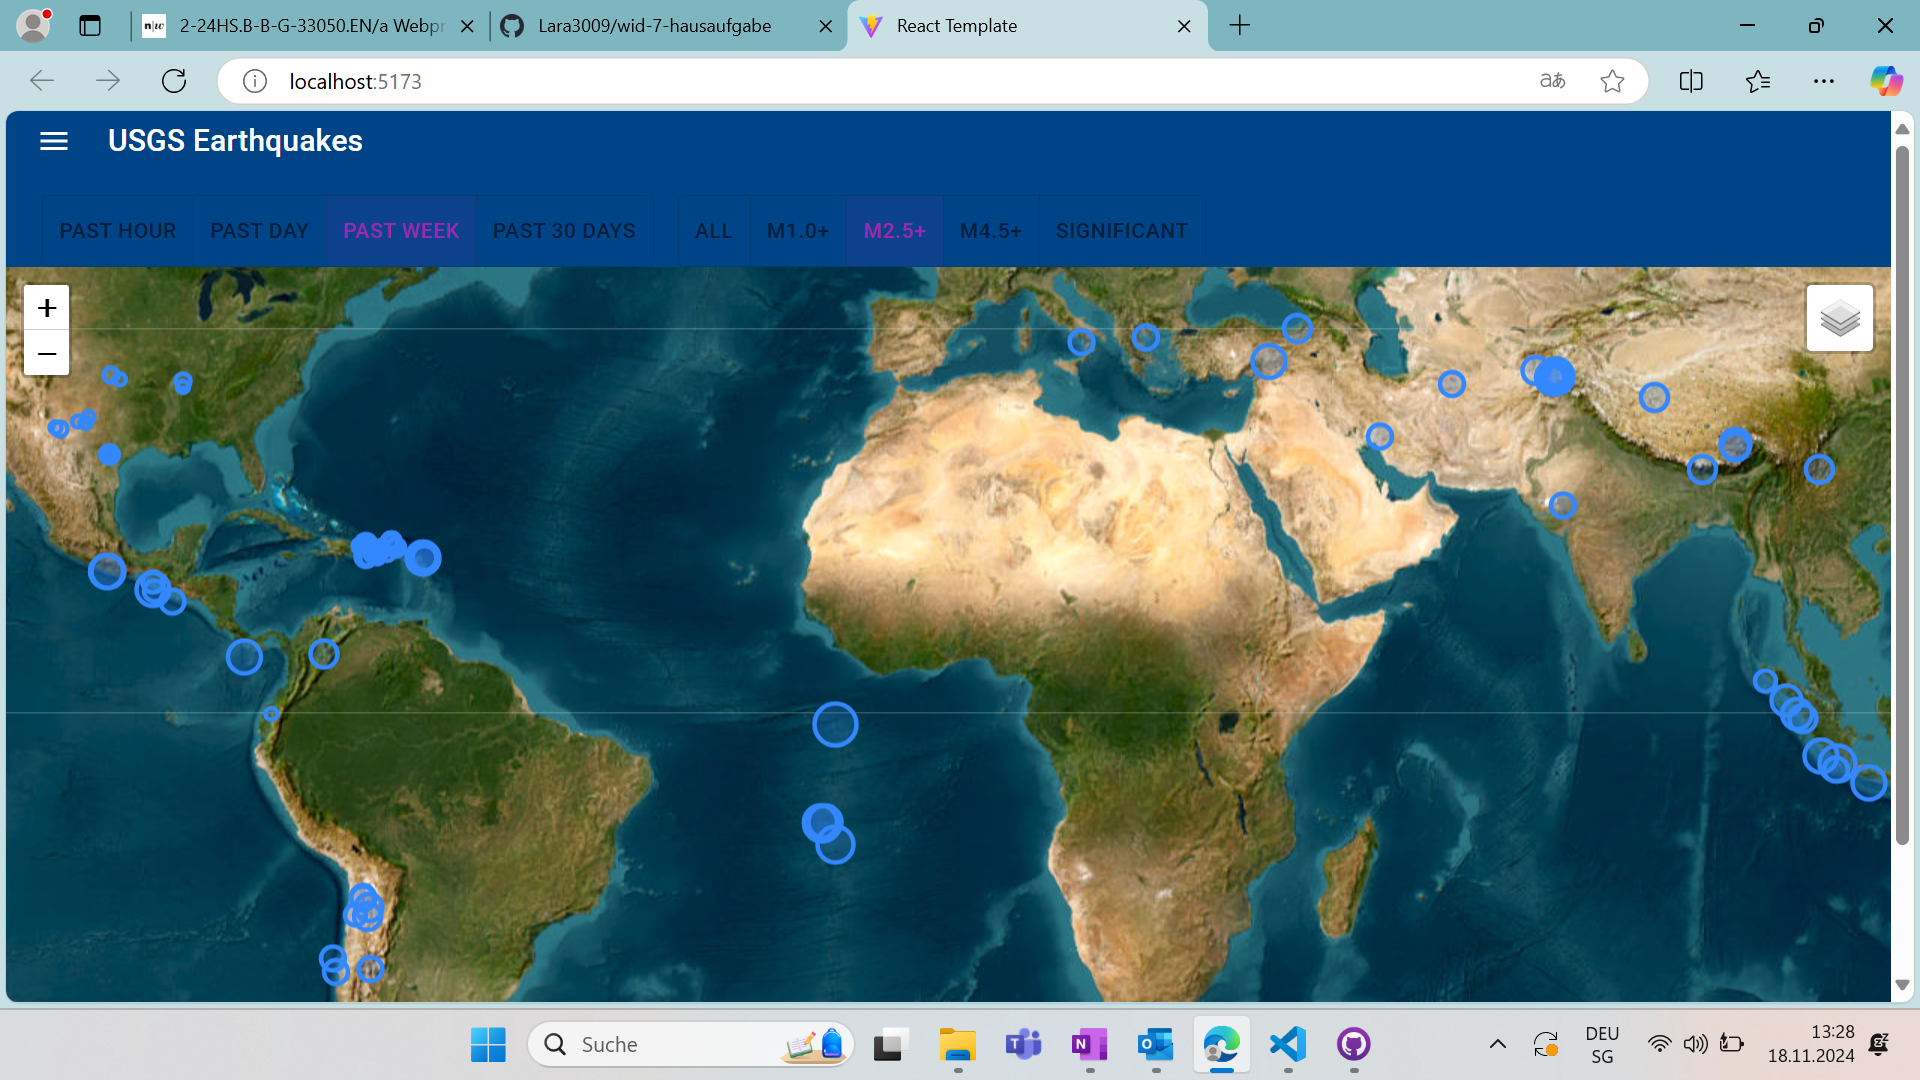 2-24HS.B-B-G-33050.EN/a Webpr
Lara3009/wid-7-hausaufgabe
React Template
localhost:5173
USGS Earthquakes
PAST HOUR PAST DAY PAST WEEK PAST 30 DAYS ALL M1.0+ M2.5+ M4.5+ SIGNIFICANT
+
−
Suche
DEU
SG
13:28
18.11.2024